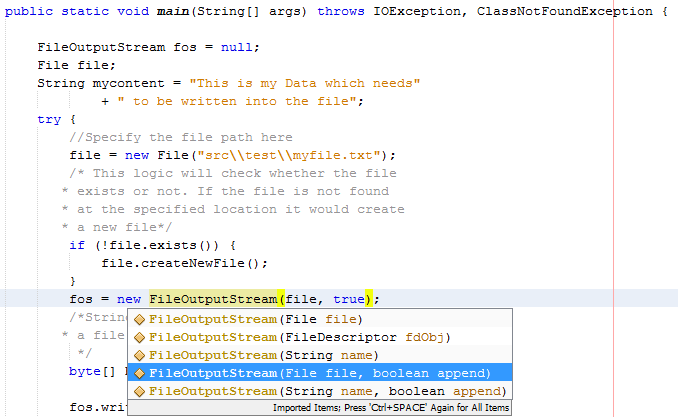 public static void main(String[] args) throws IOException, ClassNotFoundException {
FileOutputStream fos = null;
File file;
String mycontent = "This is my Data which needs"
+ " to be written into the file";
try {
//Specify the file path here
file = new File("src\\test\\myfile.txt");
/* This logic will check whether the file
* exists or not. If the file is not found
* at the specified location it would create
* a new file*/
if (!file.exists()) {
file.createNewFile();
}
fos = new FileOutputStream(file, true);
/*String
FileOutputStream(File file)
* a file
FileOutputStream(FileDescriptor fdObj)
*/
FileOutputStream(String name)
byte[]
FileOutputStream(File file, boolean append)
FileOutputStream(String name, boolean append)
fos.writ
Imported Items; Press 'Ctrl+SPACE' Again for All Items